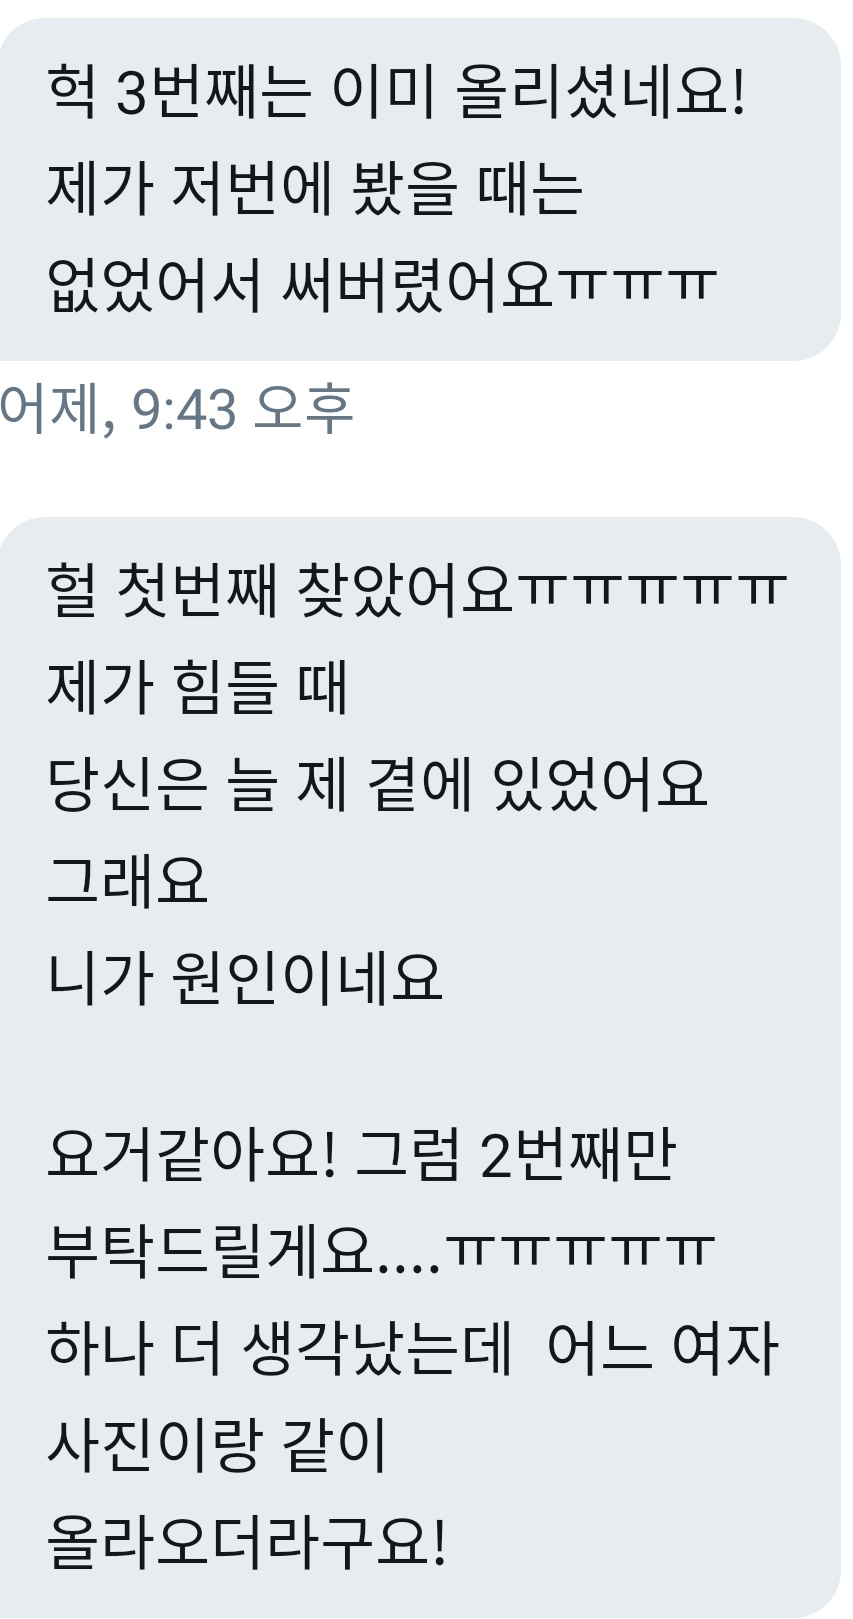 헉 3번째는 이미 올리셨네요!
제가 저번에 봤을 때는
없었어서 써버렸어요ㅠㅠㅠ
어제, 9:43 오후
헐 첫번째 찾았어요ㅠㅠㅠㅠㅠ
제가 힘들 때
당신은 늘 제 곁에 있었어요
그래요
니가 원인이네요
요거같아요! 그럼 2번째만
부탁드릴게요....ㅠㅠㅠㅠㅠ
하나 더 생각났는데  어느 여자
사진이랑 같이
올라오더라구요!